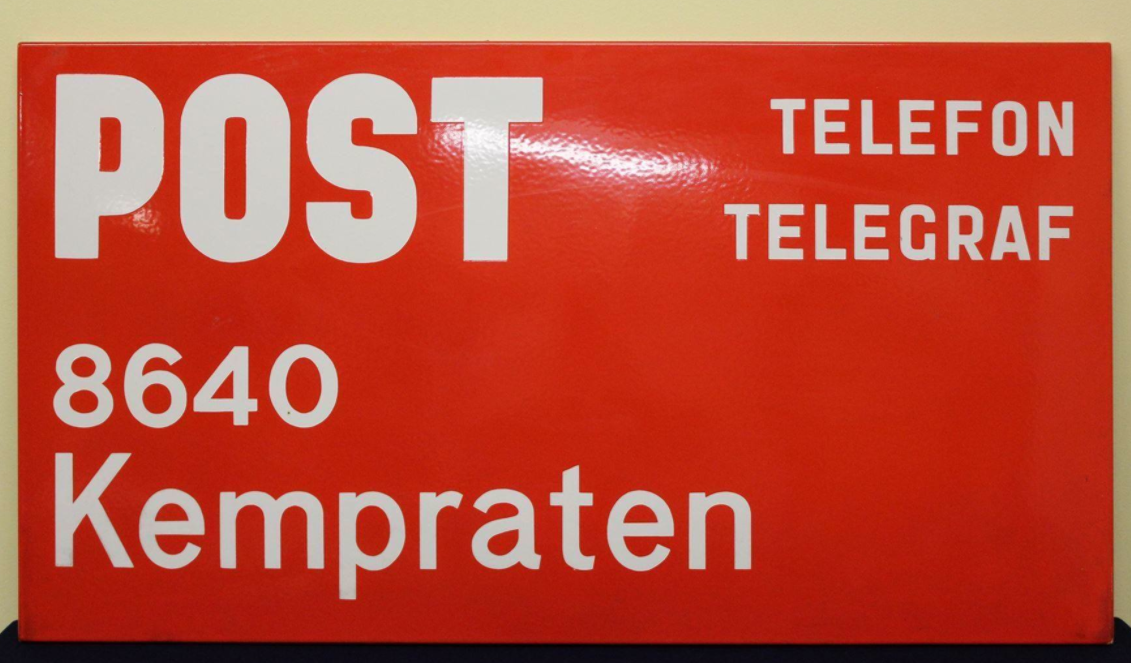 POST
TELEFON
TELEGRAF
8640
Kempraten